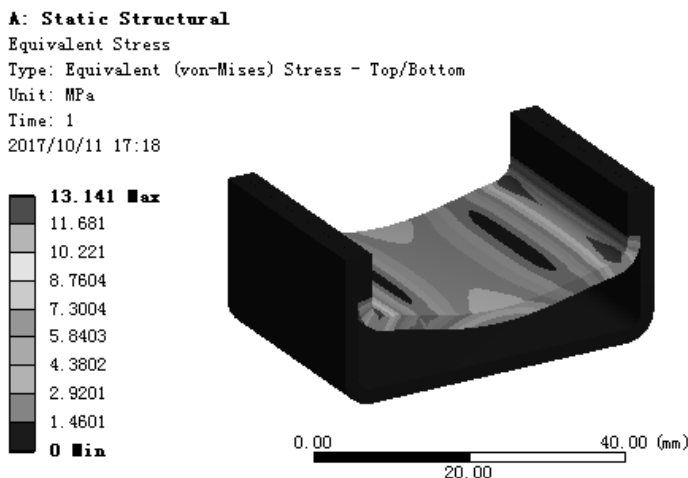 A: Static Structural
Equivalent Stress
Type: Equivalent (von-Mises) Stress - Top/Bottom
Unit: MPa
Time: 1
2017/10/11 17:18
13.141 Max
11.681
10.221
8.7604
7.3004
5.8403
4.3802
2.9201
1.4601
0 Min
0.00 40.00 (mm)
20.00